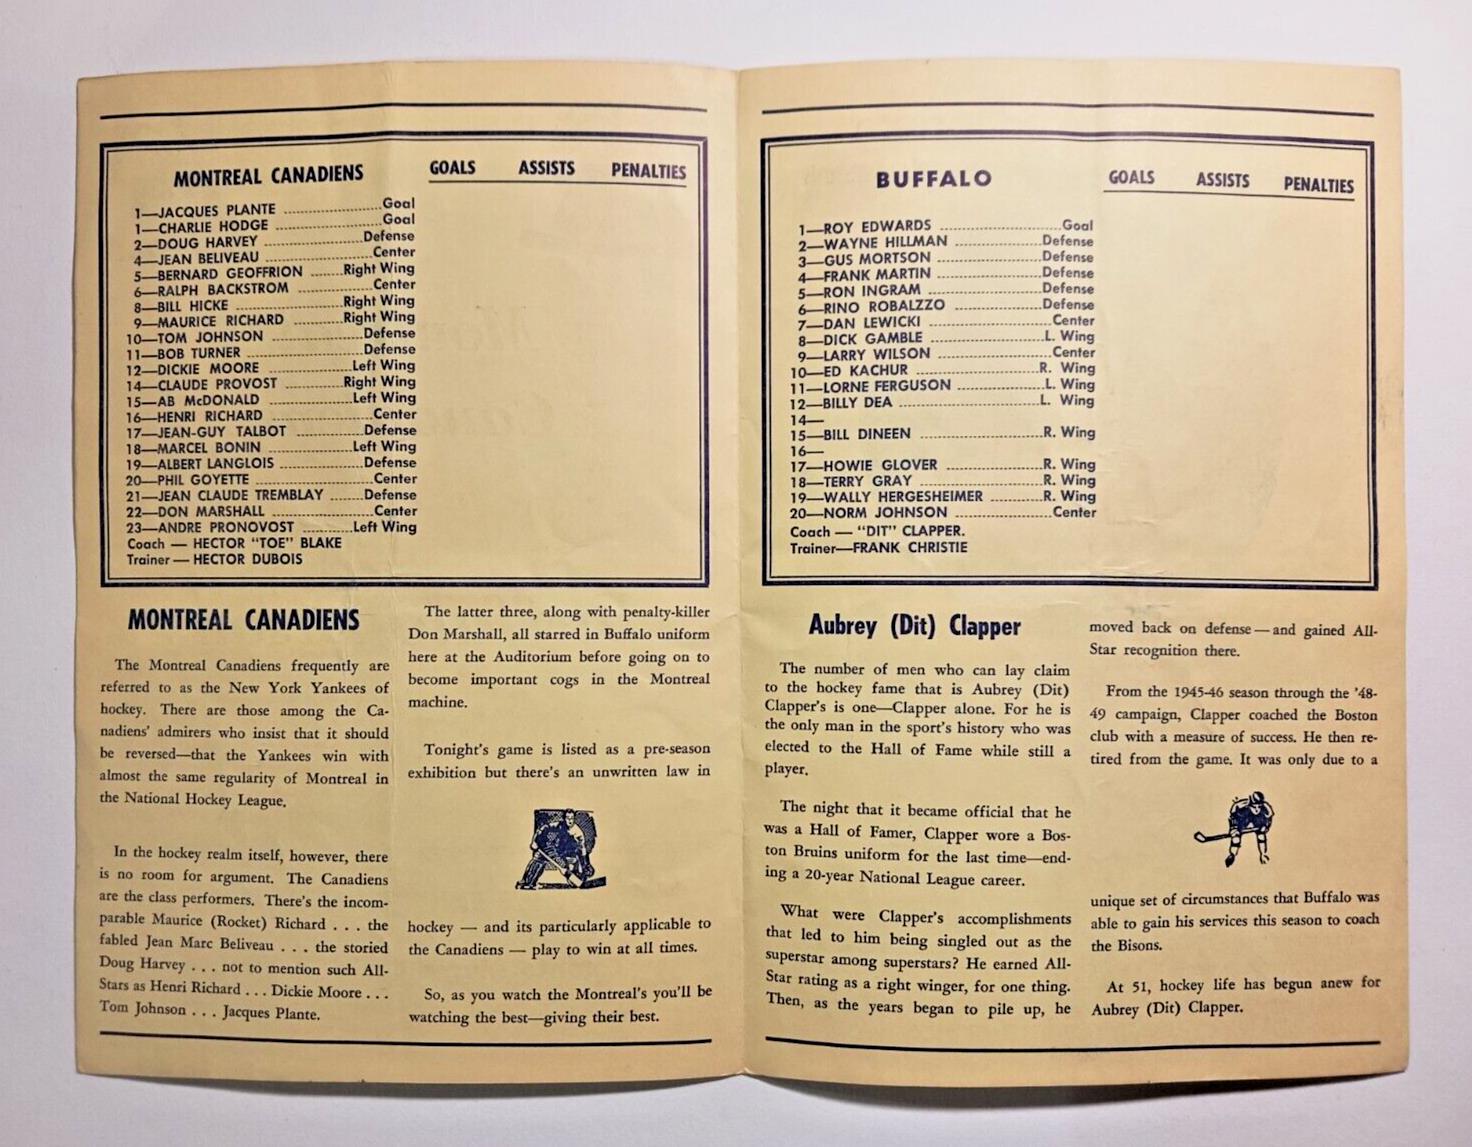 MONTREAL CANADIENS GOALS ASSISTS PENALTIES
1—JACQUES PLANTE ........................Goal
1—CHARLIE HODGE ..........................Goal
2—DOUG HARVEY ........................Defense
4—JEAN BELIVEAU ..........................Center
5—BERNARD GEOFFRION ........Right Wing
6—RALPH BACKSTROM ....................Center
8—BILL HICKE ..........................Right Wing
9—MAURICE RICHARD ............Right Wing
10—TOM JOHNSON ........................Defense
11—BOB TURNER ............................Defense
12—DICKIE MOORE ....................Left Wing
14—CLAUDE PROVOST ............Right Wing
15—AB McDONALD ....................Left Wing
16—HENRI RICHARD ........................Center
17—JEAN-GUY TALBOT ................Defense
18—MARCEL BONIN ....................Left Wing
19—ALBERT LANGLOIS ..................Defense
20—PHIL GOYETTE ..........................Center
21—JEAN CLAUDE TREMBLAY ........Defense
22—DON MARSHALL ......................Center
23—ANDRE PRONOVOST ............Left Wing
Coach — HECTOR "TOE" BLAKE
Trainer — HECTOR DUBOIS
MONTREAL CANADIENS
The Montreal Canadiens frequently are
referred to as the New York Yankees of
hockey. There are those among the Ca-
nadiens' admirers who insist that it should
be reversed—that the Yankees win with
almost the same regularity of Montreal in
the National Hockey League.
In the hockey realm itself, however, there
is no room for argument. The Canadiens
are the class performers. There's the incom-
parable Maurice (Rocket) Richard . . . the
fabled Jean Marc Beliveau . . . the storied
Doug Harvey . . . not to mention such All-
Stars as Henri Richard . . . Dickie Moore . . .
Tom Johnson . . . Jacques Plante.
The latter three, along with penalty-killer
Don Marshall, all starred in Buffalo uniform
here at the Auditorium before going on to
become important cogs in the Montreal
machine.
Tonight's game is listed as a pre-season
exhibition but there's an unwritten law in
hockey — and its particularly applicable to
the Canadiens — play to win at all times.
So, as you watch the Montreal's you'll be
watching the best—giving their best.
BUFFALO GOALS ASSISTS PENALTIES
1—ROY EDWARDS ..............................Goal
2—WAYNE HILLMAN ......................Defense
3—GUS MORTSON ..........................Defense
4—FRANK MARTIN ..........................Defense
5—RON INGRAM ............................Defense
6—RINO ROBALZZO ......................Defense
7—DAN LEWICKI ..............................Center
8—DICK GAMBLE ..............................L. Wing
9—LARRY WILSON ............................Center
10—ED KACHUR ..............................R. Wing
11—LORNE FERGUSON ....................L. Wing
12—BILLY DEA ................................L. Wing
14—
15—BILL DINEEN ..............................R. Wing
16—
17—HOWIE GLOVER ........................R. Wing
18—TERRY GRAY ..............................R. Wing
19—WALLY HERGESHEIMER ............R. Wing
20—NORM JOHNSON ......................Center
Coach — "DIT" CLAPPER.
Trainer—FRANK CHRISTIE
Aubrey (Dit) Clapper
The number of men who can lay claim
to the hockey fame that is Aubrey (Dit)
Clapper's is one—Clapper alone. For he is
the only man in the sport's history who was
elected to the Hall of Fame while still a
player.
The night that it became official that he
was a Hall of Famer, Clapper wore a Bos-
ton Bruins uniform for the last time—end-
ing a 20-year National League career.
What were Clapper's accomplishments
that led to him being singled out as the
superstar among superstars? He earned All-
Star rating as a right winger, for one thing.
Then, as the years began to pile up, he
moved back on defense — and gained All-
Star recognition there.
From the 1945-46 season through the '48-
49 campaign, Clapper coached the Boston
club with a measure of success. He then re-
tired from the game. It was only due to a
unique set of circumstances that Buffalo was
able to gain his services this season to coach
the Bisons.
At 51, hockey life has begun anew for
Aubrey (Dit) Clapper.